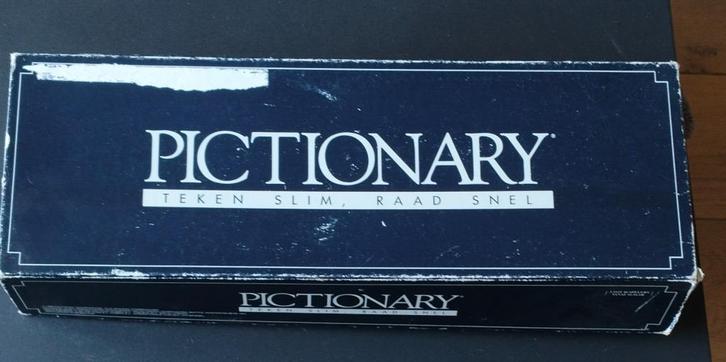 PICTIONARY
TEKEN SLIM, RAAD SNEL
PICTIONARY
TEKEN SLIM, RAAD SNEL